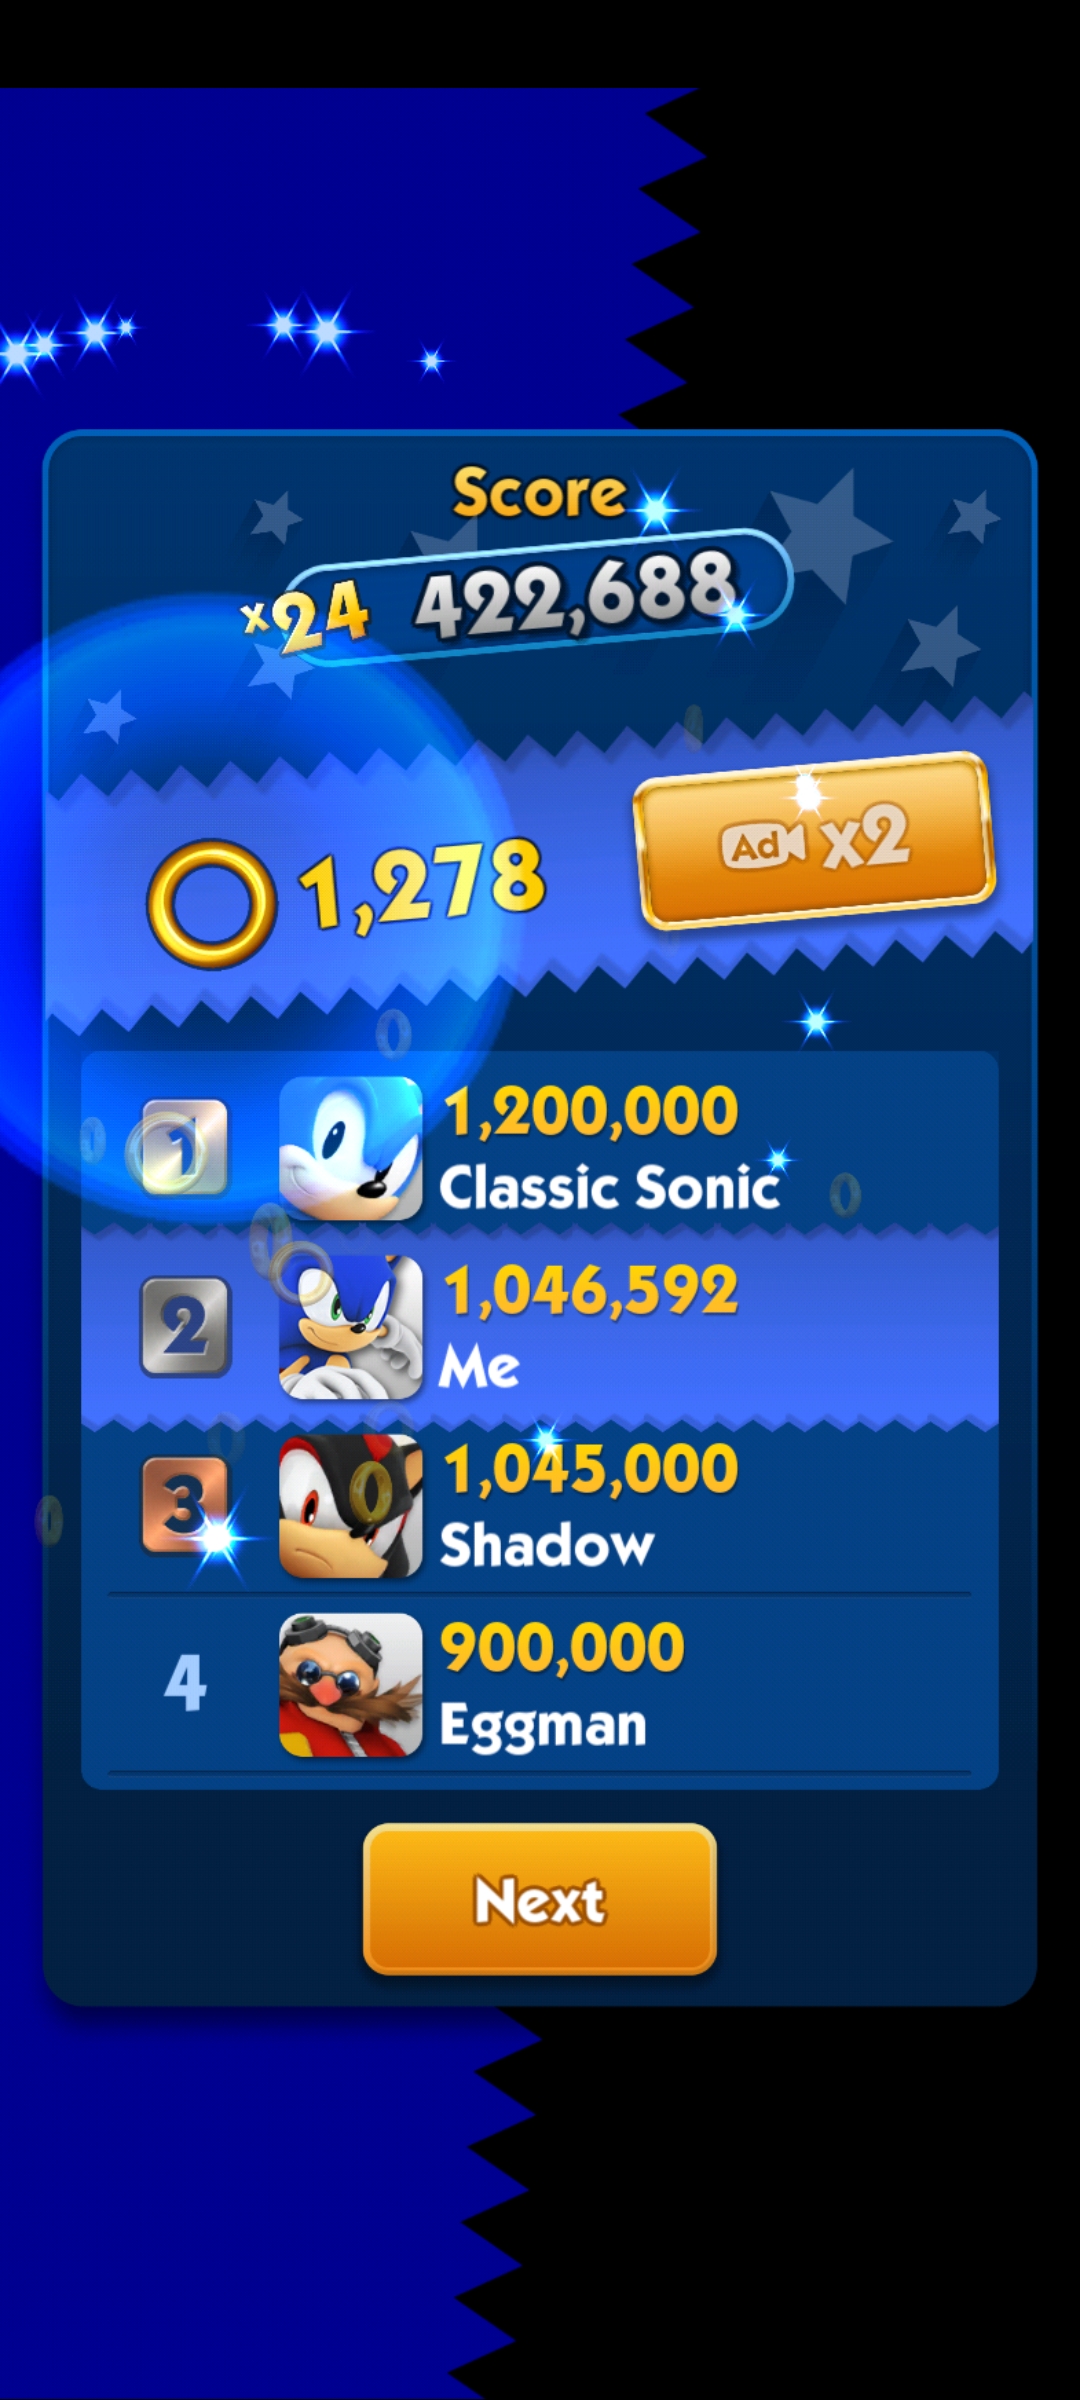 Score
x24 422,688
1,278
Ad x2
1 1,200,000
Classic Sonic
2 1,046,592
Me
3 1,045,000
Shadow
4 900,000
Eggman
Next